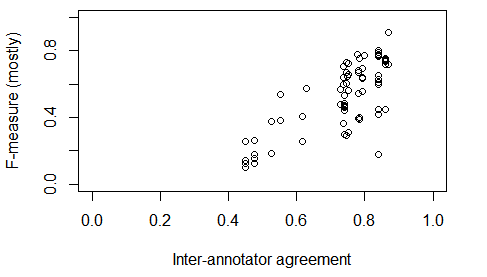 F-measure (mostly)
0.8
0.4
0.0
0.0 0.2 0.4 0.6 0.8 1.0
Inter-annotator agreement